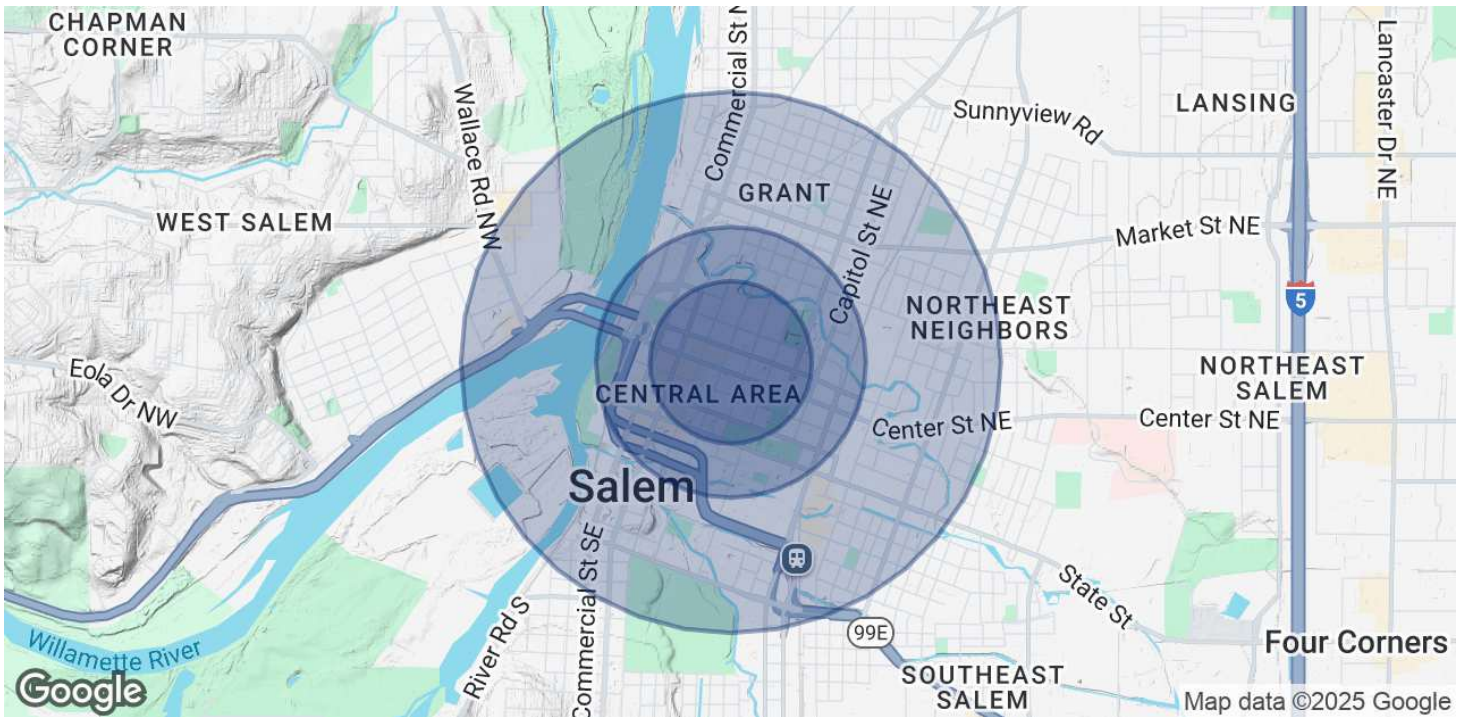 CHAPMAN
CORNER
Commercial St N
Wallace Rd NW
Sunnyview Rd
LANSING
Lancaster Dr NE
GRANT
WEST SALEM
Capitol St NE
Market St NE
5
NORTHEAST
NEIGHBORS
Eola Dr NW
CENTRAL AREA
NORTHEAST
SALEM
Center St NE
Center St NE
Salem
Commercial St SE
River Rd S
State St
99E
Willamette River
Four Corners
SOUTHEAST
SALEM
Google
Map data ©2025 Google